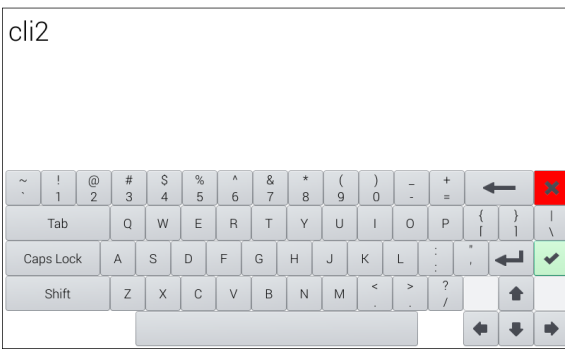 cli2
~ ! @ # $ % ^ & * ( ) _ +
` 1 2 3 4 5 6 7 8 9 0 - =
Tab Q W E R T Y U I O P { } |
[ ] \
Caps Lock A S D F G H J K L : "
; '
Shift Z X C V B N M < > ?
, . /